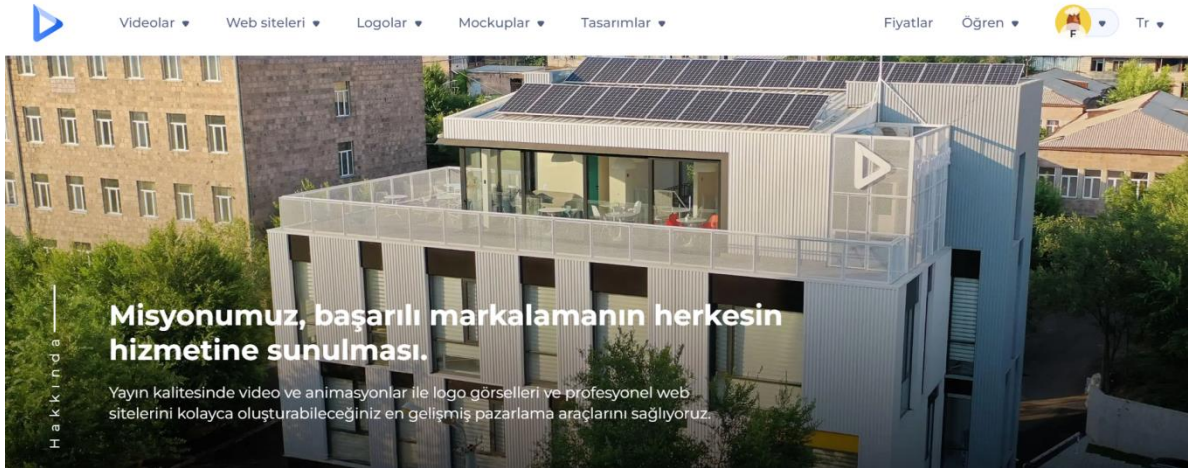 Videolar Web siteleri Logolar Mockuplar Tasarımlar Fiyatlar Öğren F Tr
Hakkında
Misyonumuz, başarılı markalamanın herkesin
hizmetine sunulması.
Yayın kalitesinde video ve animasyonlar ile logo görselleri ve profesyonel web
sitelerini kolayca oluşturabileceğiniz en gelişmiş pazarlama araçlarını sağlıyoruz.